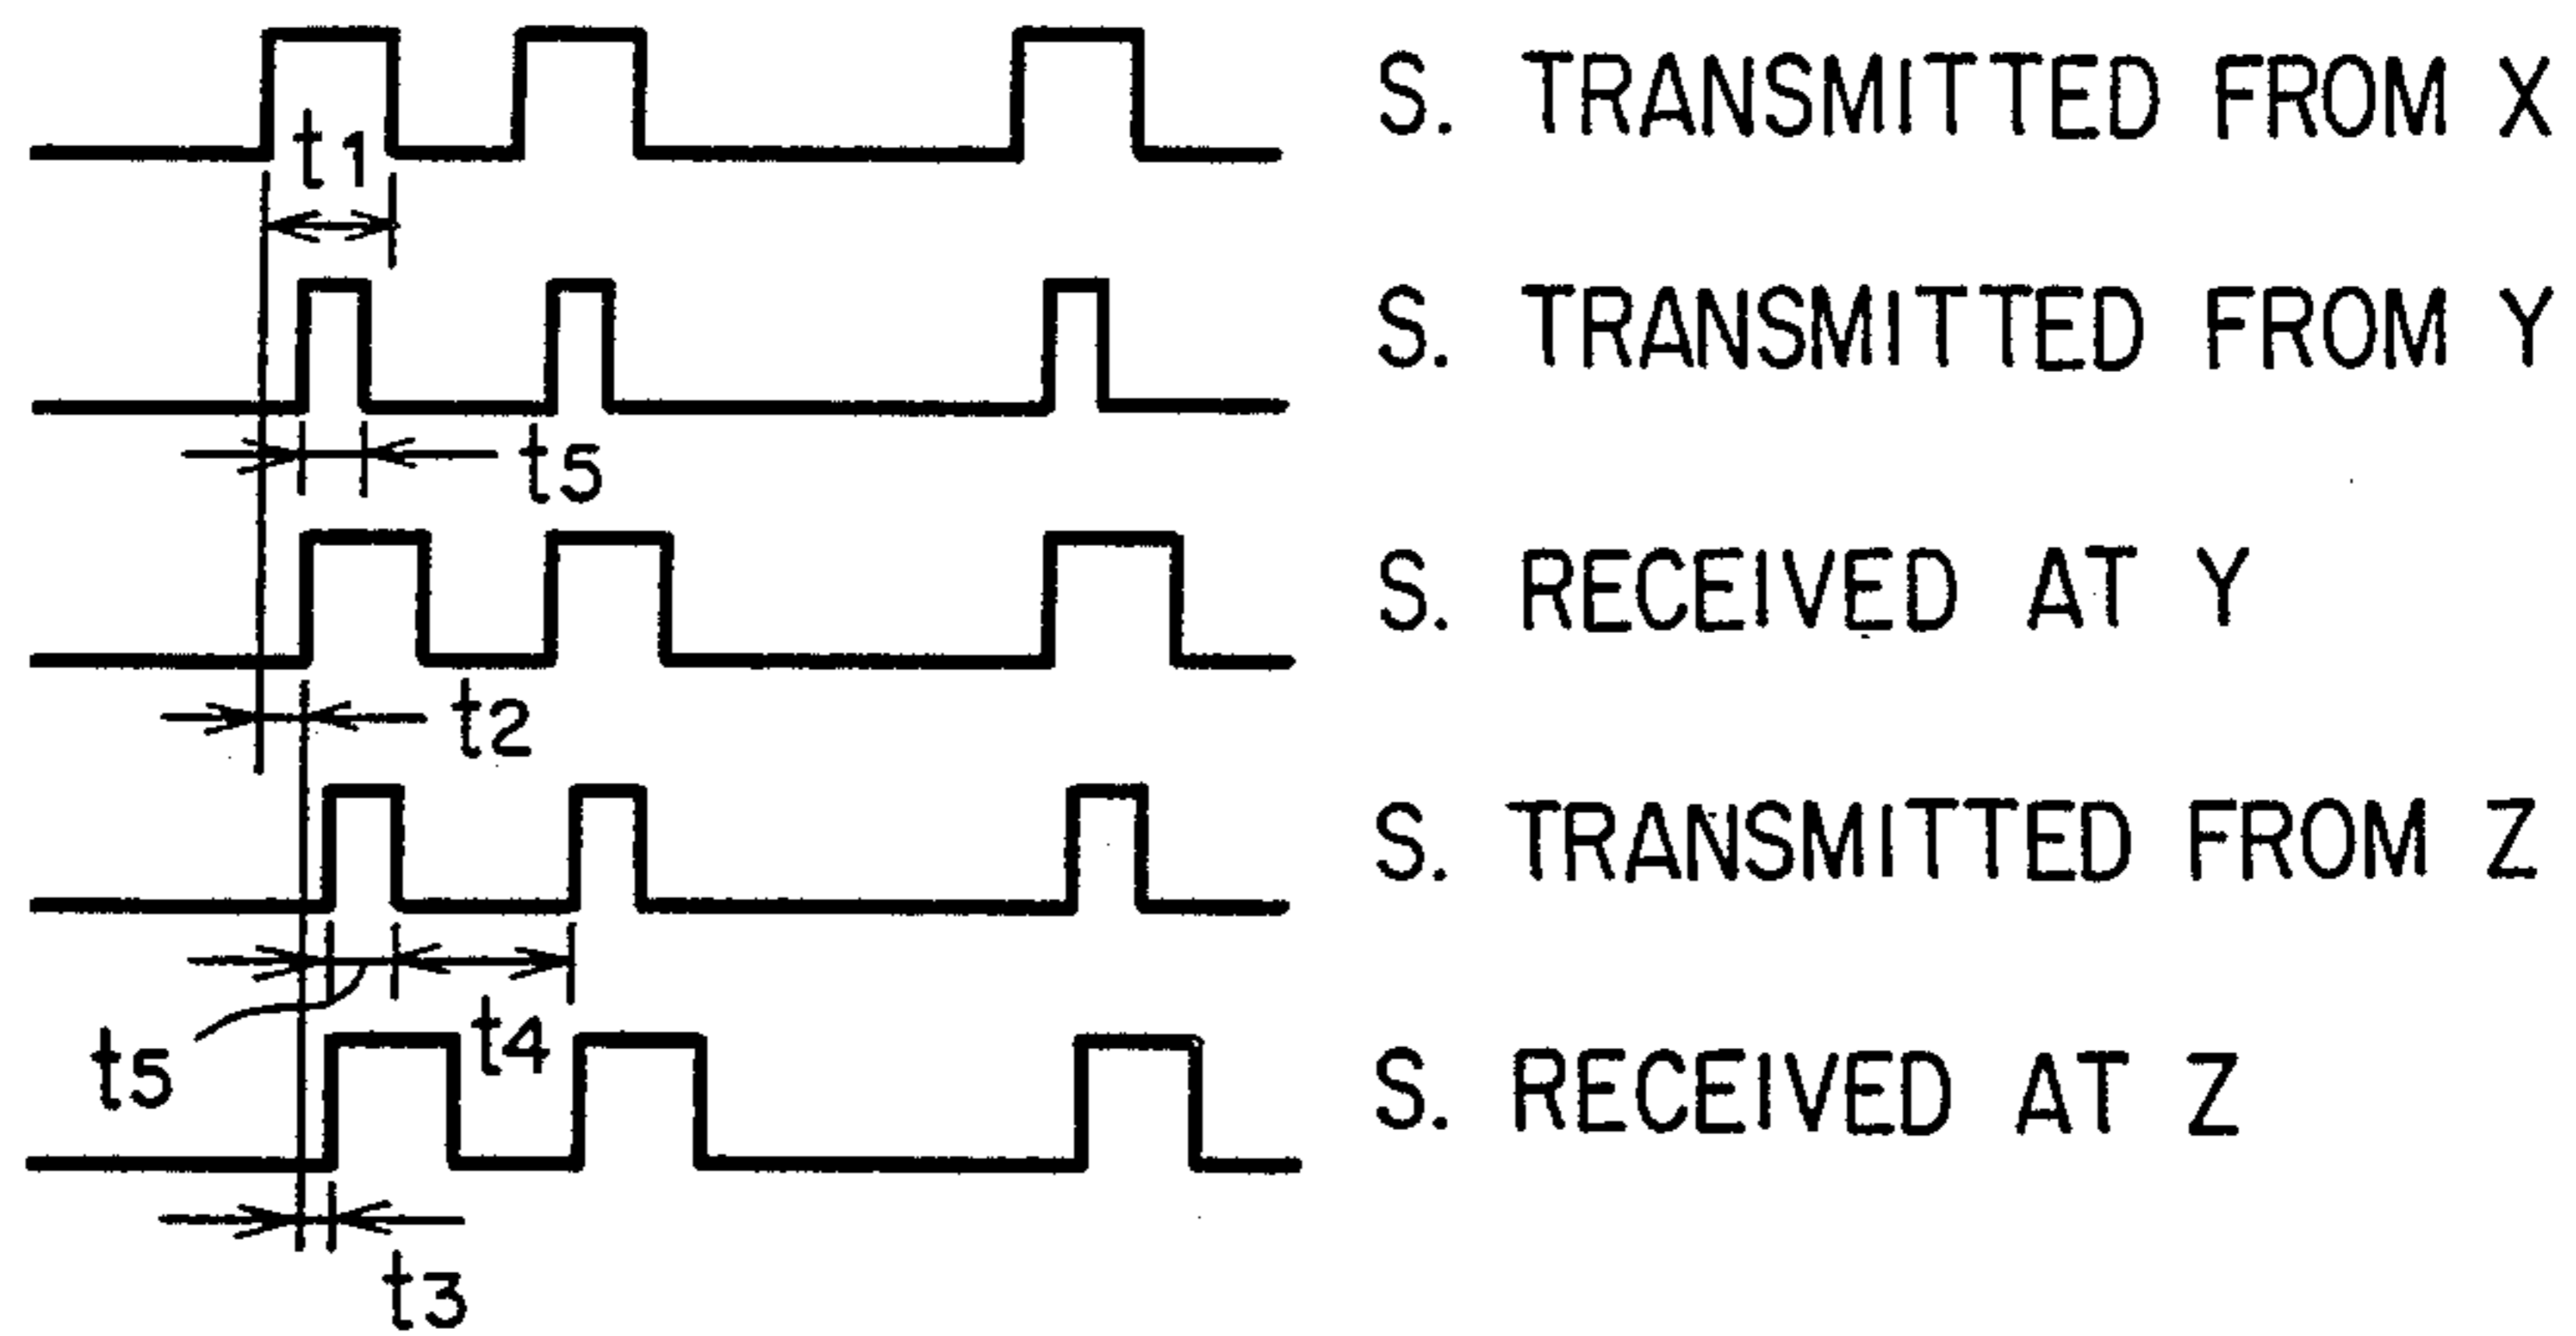 S. TRANSMITTED FROM X
t1
S. TRANSMITTED FROM Y
t5
S. RECEIVED AT Y
t2
S. TRANSMITTED FROM Z
t5
t4
S. RECEIVED AT Z
t3